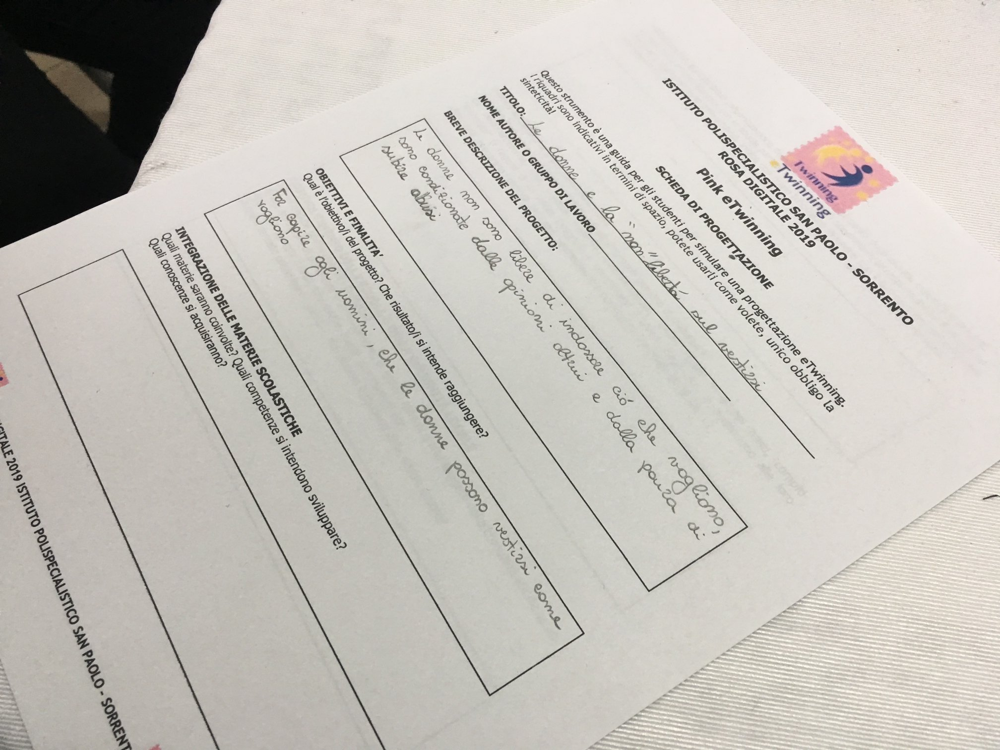 Twinning
Twinning
ISTITUTO POLISPECIALISTICO SAN PAOLO - SORRENTO
ROSA DIGITALE 2019
Pink eTwinning
SCHEDA DI PROGETTAZIONE
Questo strumento è una guida per gli studenti per simulare una progettazione eTwinning.
I riquadri sono indicativi in termini di spazio, potete usarli come volete, unico obbligo la
sinteticità!
TITOLO: Le donne e la "non" libertá sul vestirsi
NOME AUTORE O GRUPPO DI LAVORO
BREVE DESCRIZIONE DEL PROGETTO:
Le donne non sono libere di indossare ció che vogliono,
sono condizionate dalle opinioni altrui e dalla paura di
subire abusi
OBIETTIVI E FINALITA'
Qual è l'obiettivo/i del progetto? Che risultato/i si intende raggiungere?
Far capire agli uomini, che le donne possono vestirsi come
vogliono
INTEGRAZIONE DELLE MATERIE SCOLASTICHE
Quali materie saranno coinvolte? Quali competenze si intendono sviluppare?
Quali conoscenze si acquisiranno?
GITALE 2019 ISTITUTO POLISPECIALISTICO SAN PAOLO - SORRENT